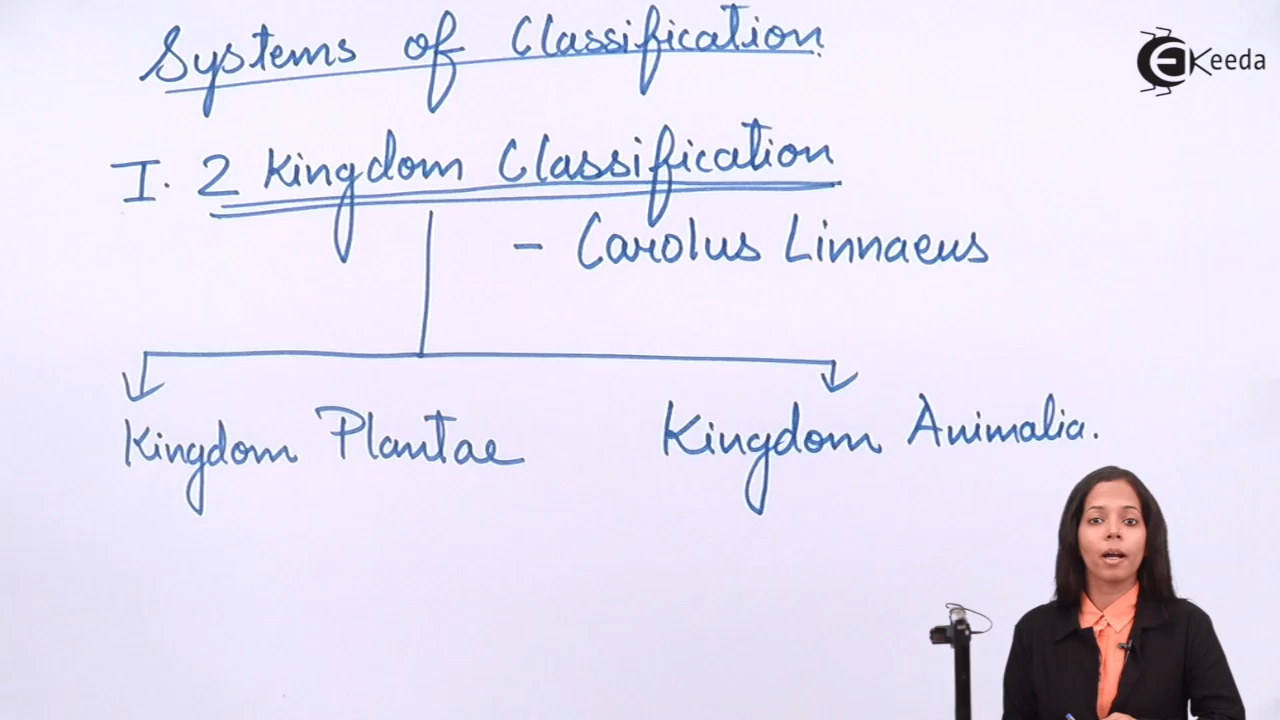 Systems of Classification.
EKeeda
I. 2 Kingdom Classification
- Carolus Linnaeus
Kingdom Plantae
Kingdom Animalia.